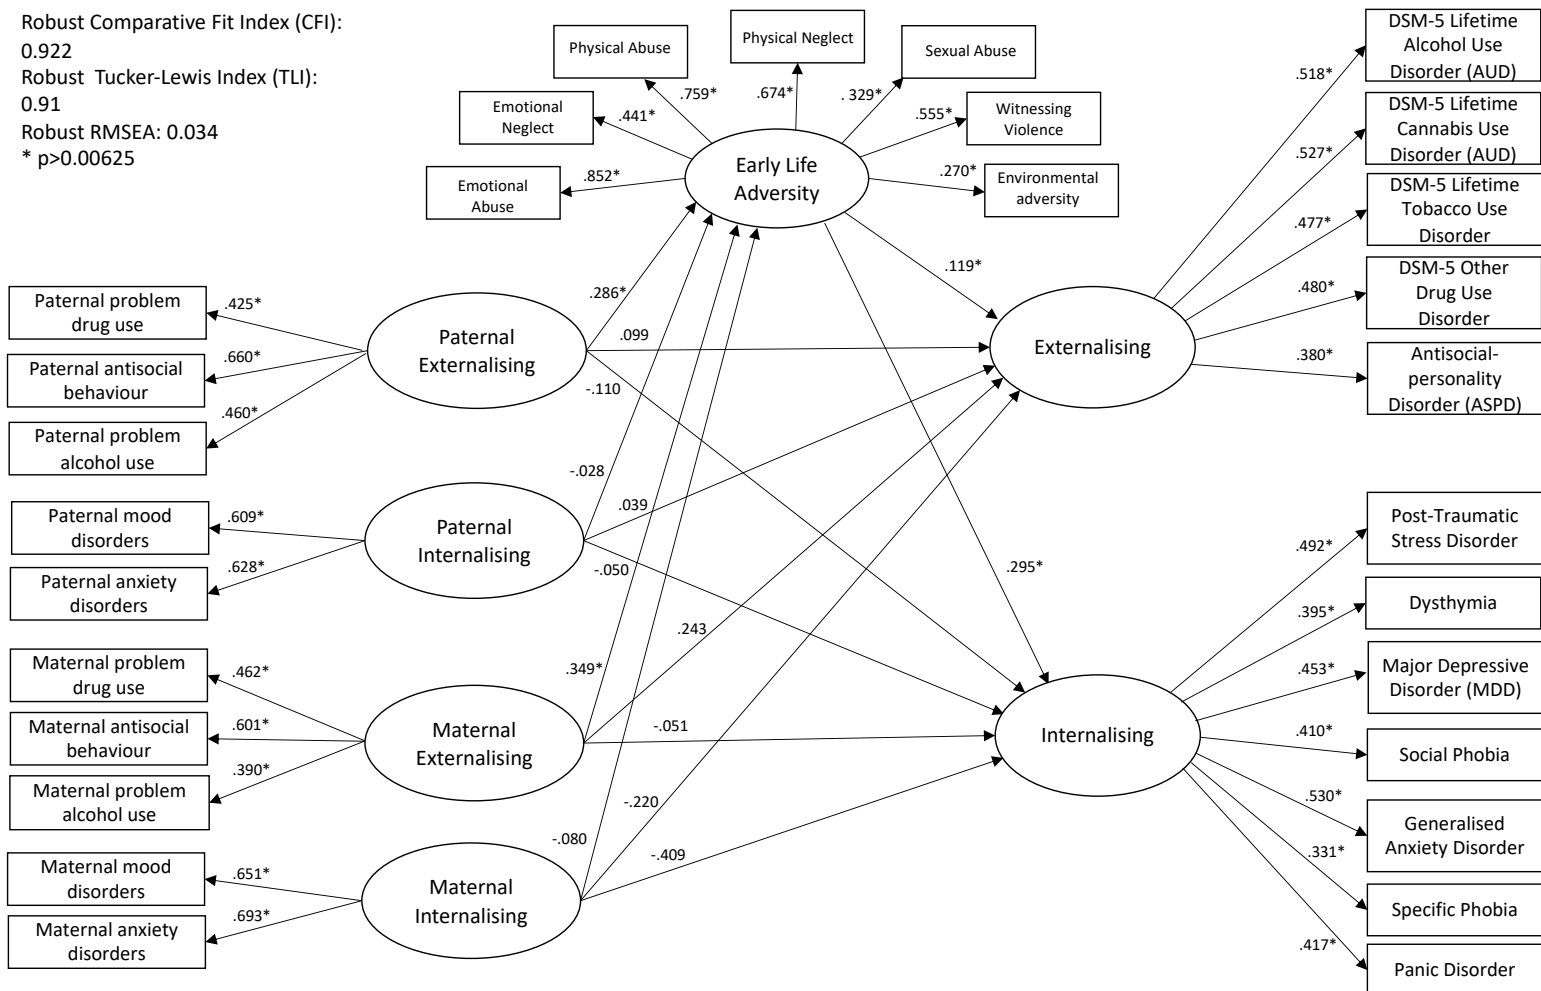 Robust Comparative Fit Index (CFI):
0.922
Robust  Tucker-Lewis Index (TLI):
0.91
Robust RMSEA: 0.034
* p>0.00625
Physical Abuse
Physical Neglect
Sexual Abuse
Emotional
Neglect
Witnessing
Violence
Emotional
Abuse
Environmental
adversity
.759*
.674*
.329*
.441*
.555*
.852*
.270*
Early Life
Adversity
DSM-5 Lifetime
Alcohol Use
Disorder (AUD)
DSM-5 Lifetime
Cannabis Use
Disorder (AUD)
DSM-5 Lifetime
Tobacco Use
Disorder
DSM-5 Other
Drug Use
Disorder
Antisocial-
personality
Disorder (ASPD)
.518*
.527*
.477*
.480*
.380*
Externalising
Paternal problem
drug use
Paternal antisocial
behaviour
Paternal problem
alcohol use
.425*
.660*
.460*
Paternal
Externalising
.286*
.099
-.110
.119*
Paternal mood
disorders
Paternal anxiety
disorders
.609*
.628*
Paternal
Internalising
-.028
.039
-.050
.295*
Maternal problem
drug use
Maternal antisocial
behaviour
Maternal problem
alcohol use
.462*
.601*
.390*
Maternal
Externalising
.349*
.243
-.051
Maternal mood
disorders
Maternal anxiety
disorders
.651*
.693*
Maternal
Internalising
-.080
-.220
-.409
Internalising
.492*
.395*
.453*
.410*
.530*
.331*
.417*
Post-Traumatic
Stress Disorder
Dysthymia
Major Depressive
Disorder (MDD)
Social Phobia
Generalised
Anxiety Disorder
Specific Phobia
Panic Disorder